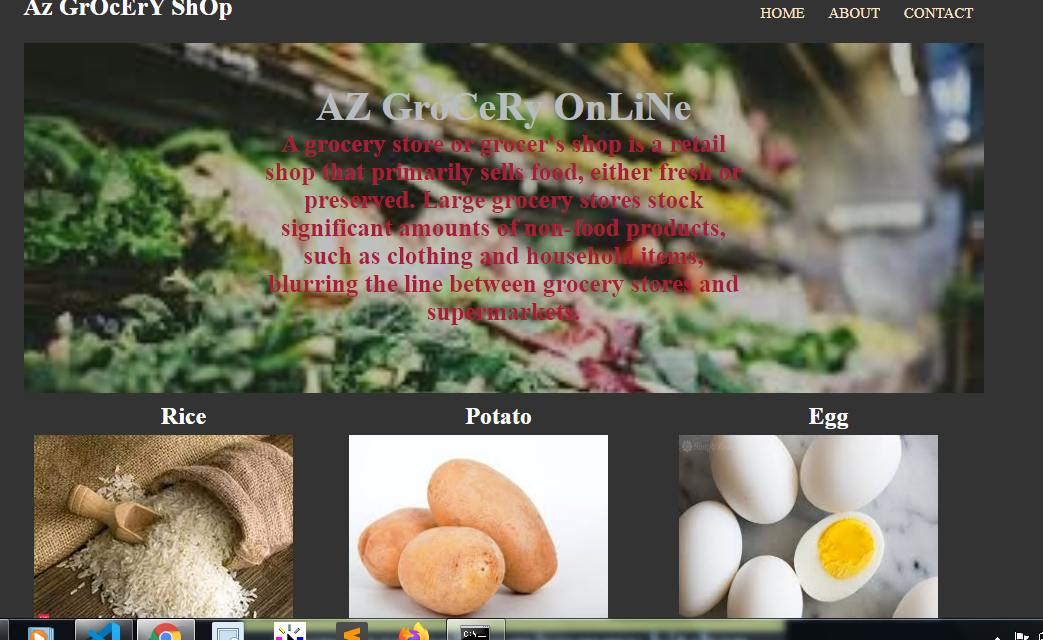 Az GrOcErY ShOp
HOME ABOUT CONTACT
AZ GroCeRy OnLiNe
A grocery store or grocer's shop is a retail
shop that primarily sells food, either fresh or
preserved. Large grocery stores stock
significant amounts of non-food products,
such as clothing and household items,
blurring the line between grocery stores and
supermarkets.
Rice Potato Egg
C:\_